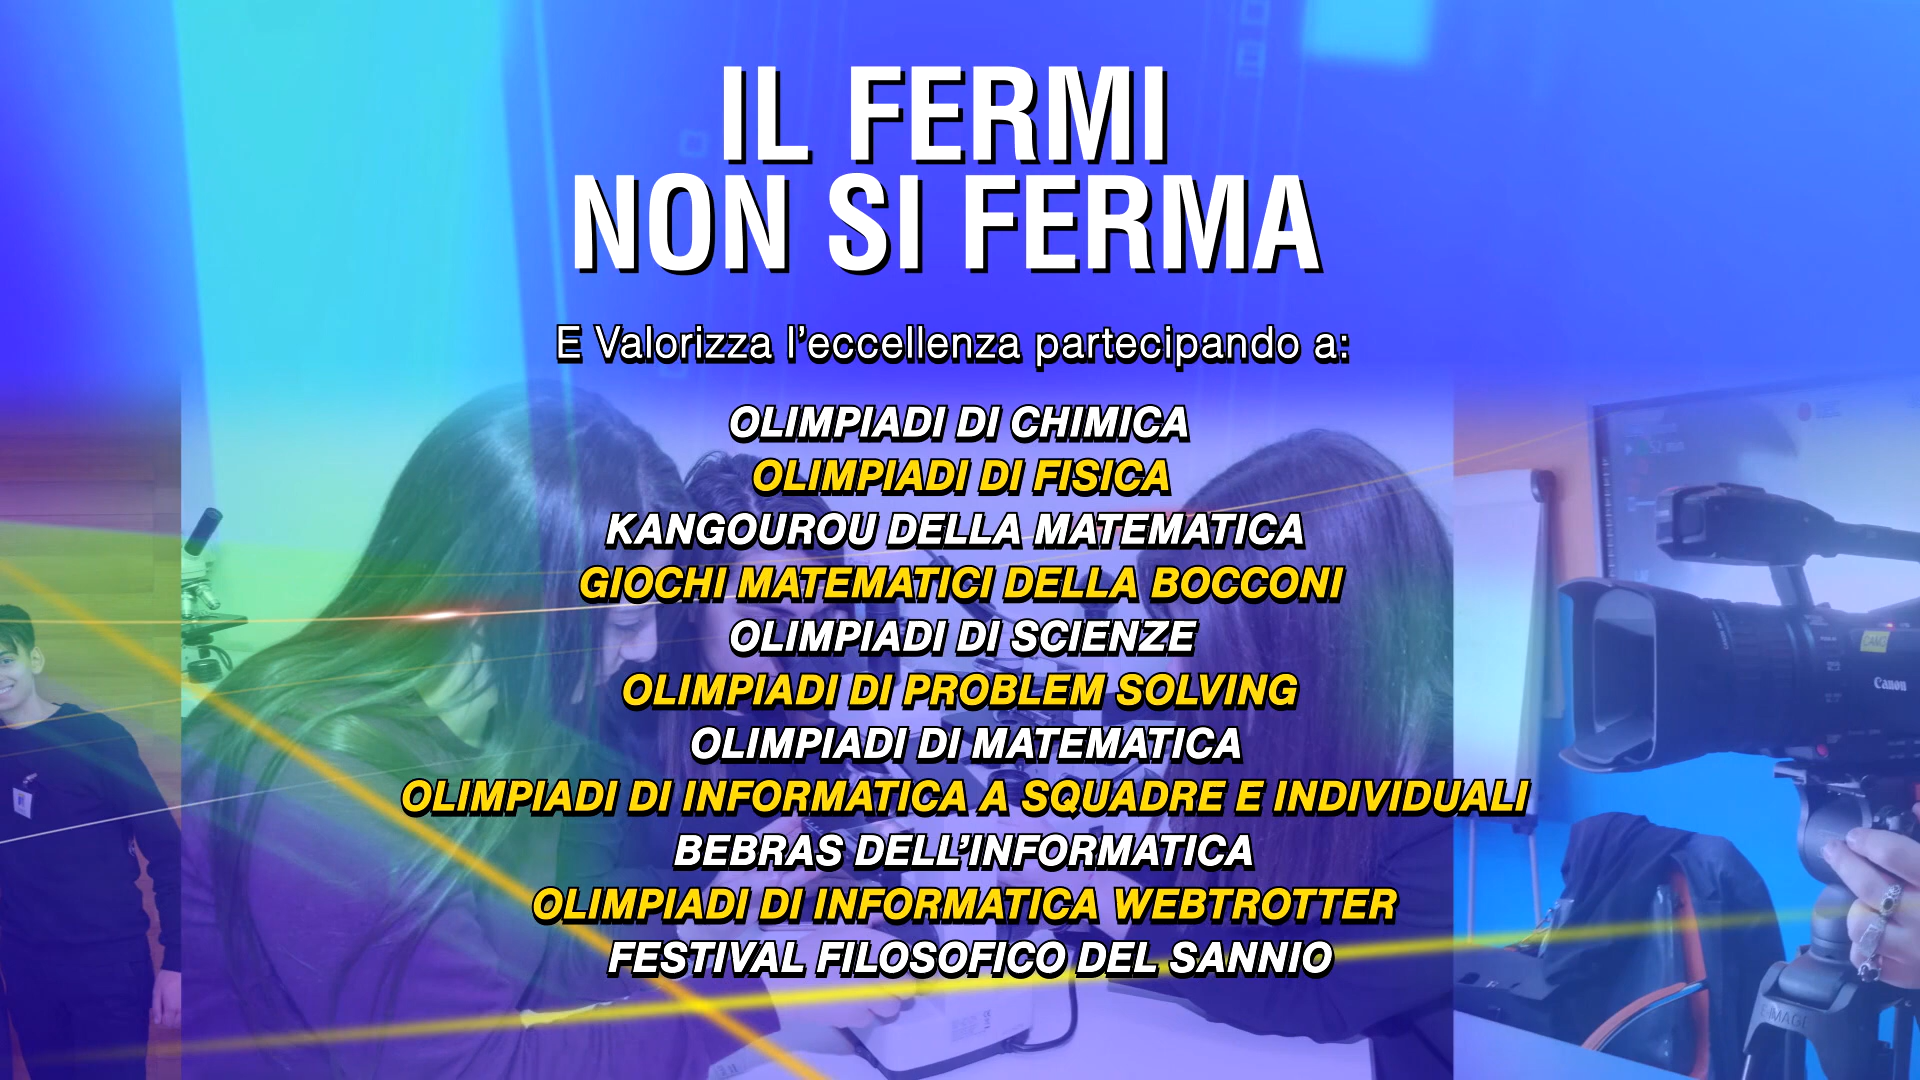 IL FERMI
NON SI FERMA
E Valorizza l’eccellenza partecipando a:
OLIMPIADI DI CHIMICA
OLIMPIADI DI FISICA
KANGOUROU DELLA MATEMATICA
GIOCHI MATEMATICI DELLA BOCCONI
OLIMPIADI DI SCIENZE
OLIMPIADI DI PROBLEM SOLVING
OLIMPIADI DI MATEMATICA
OLIMPIADI DI INFORMATICA A SQUADRE E INDIVIDUALI
BEBRAS DELL’INFORMATICA
OLIMPIADI DI INFORMATICA WEBTROTTER
FESTIVAL FILOSOFICO DEL SANNIO
Canon
E-IMAGE